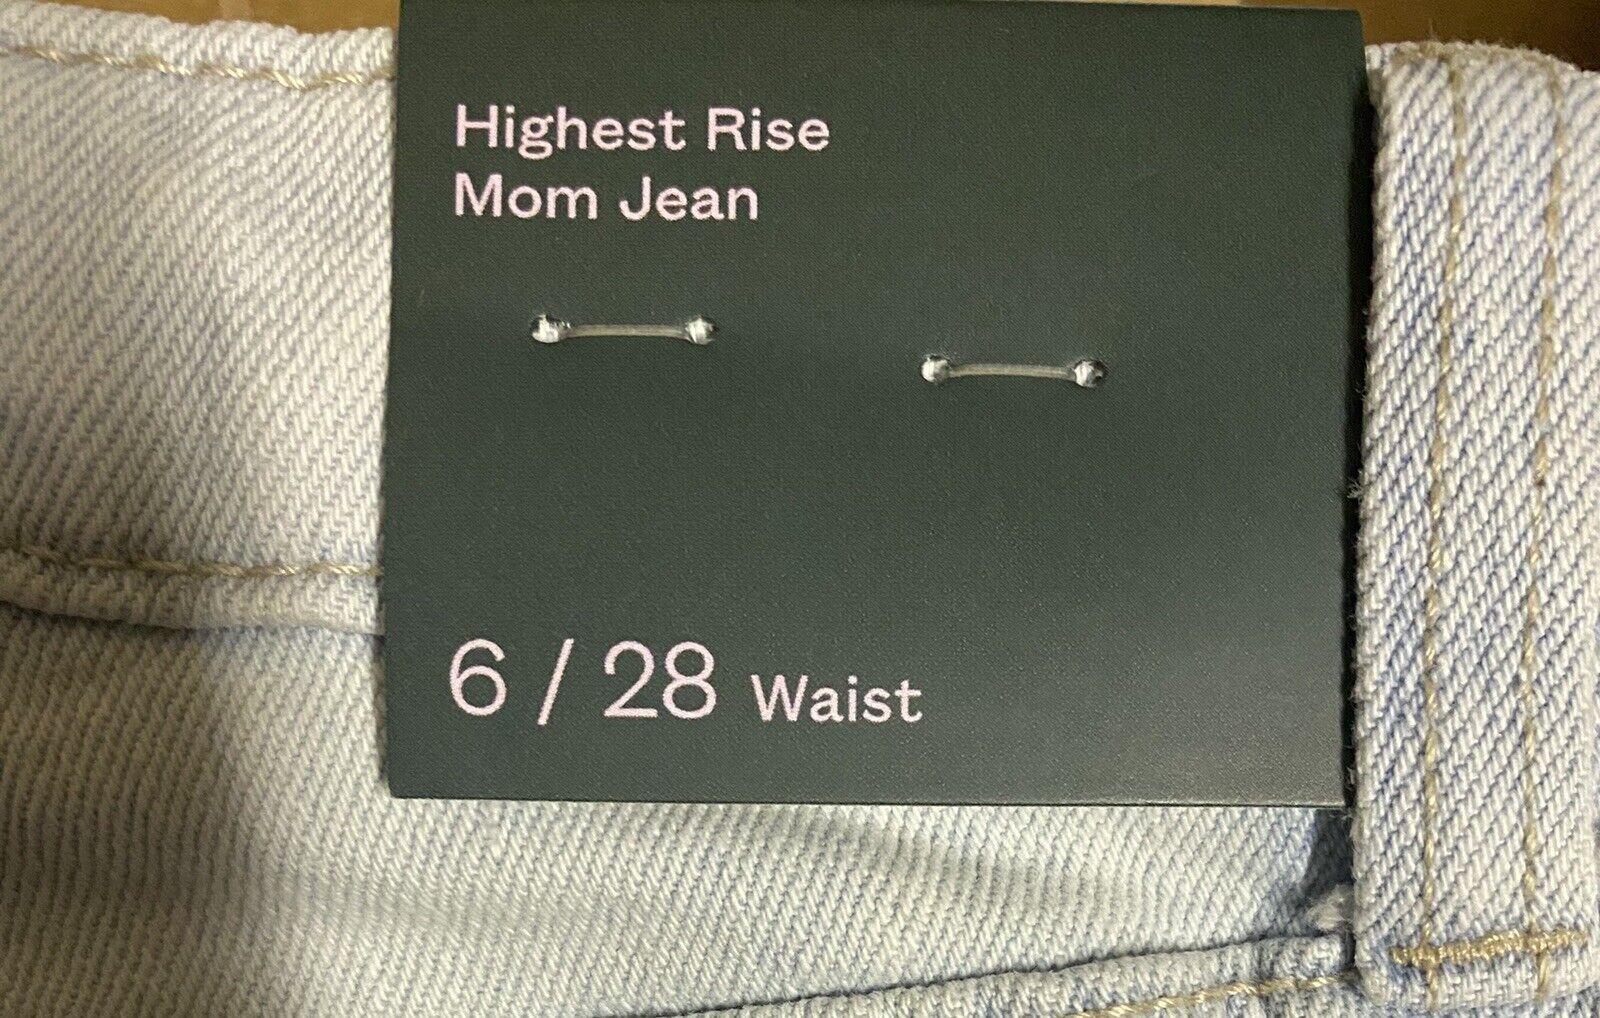 Highest Rise
Mom Jean
6 / 28 Waist